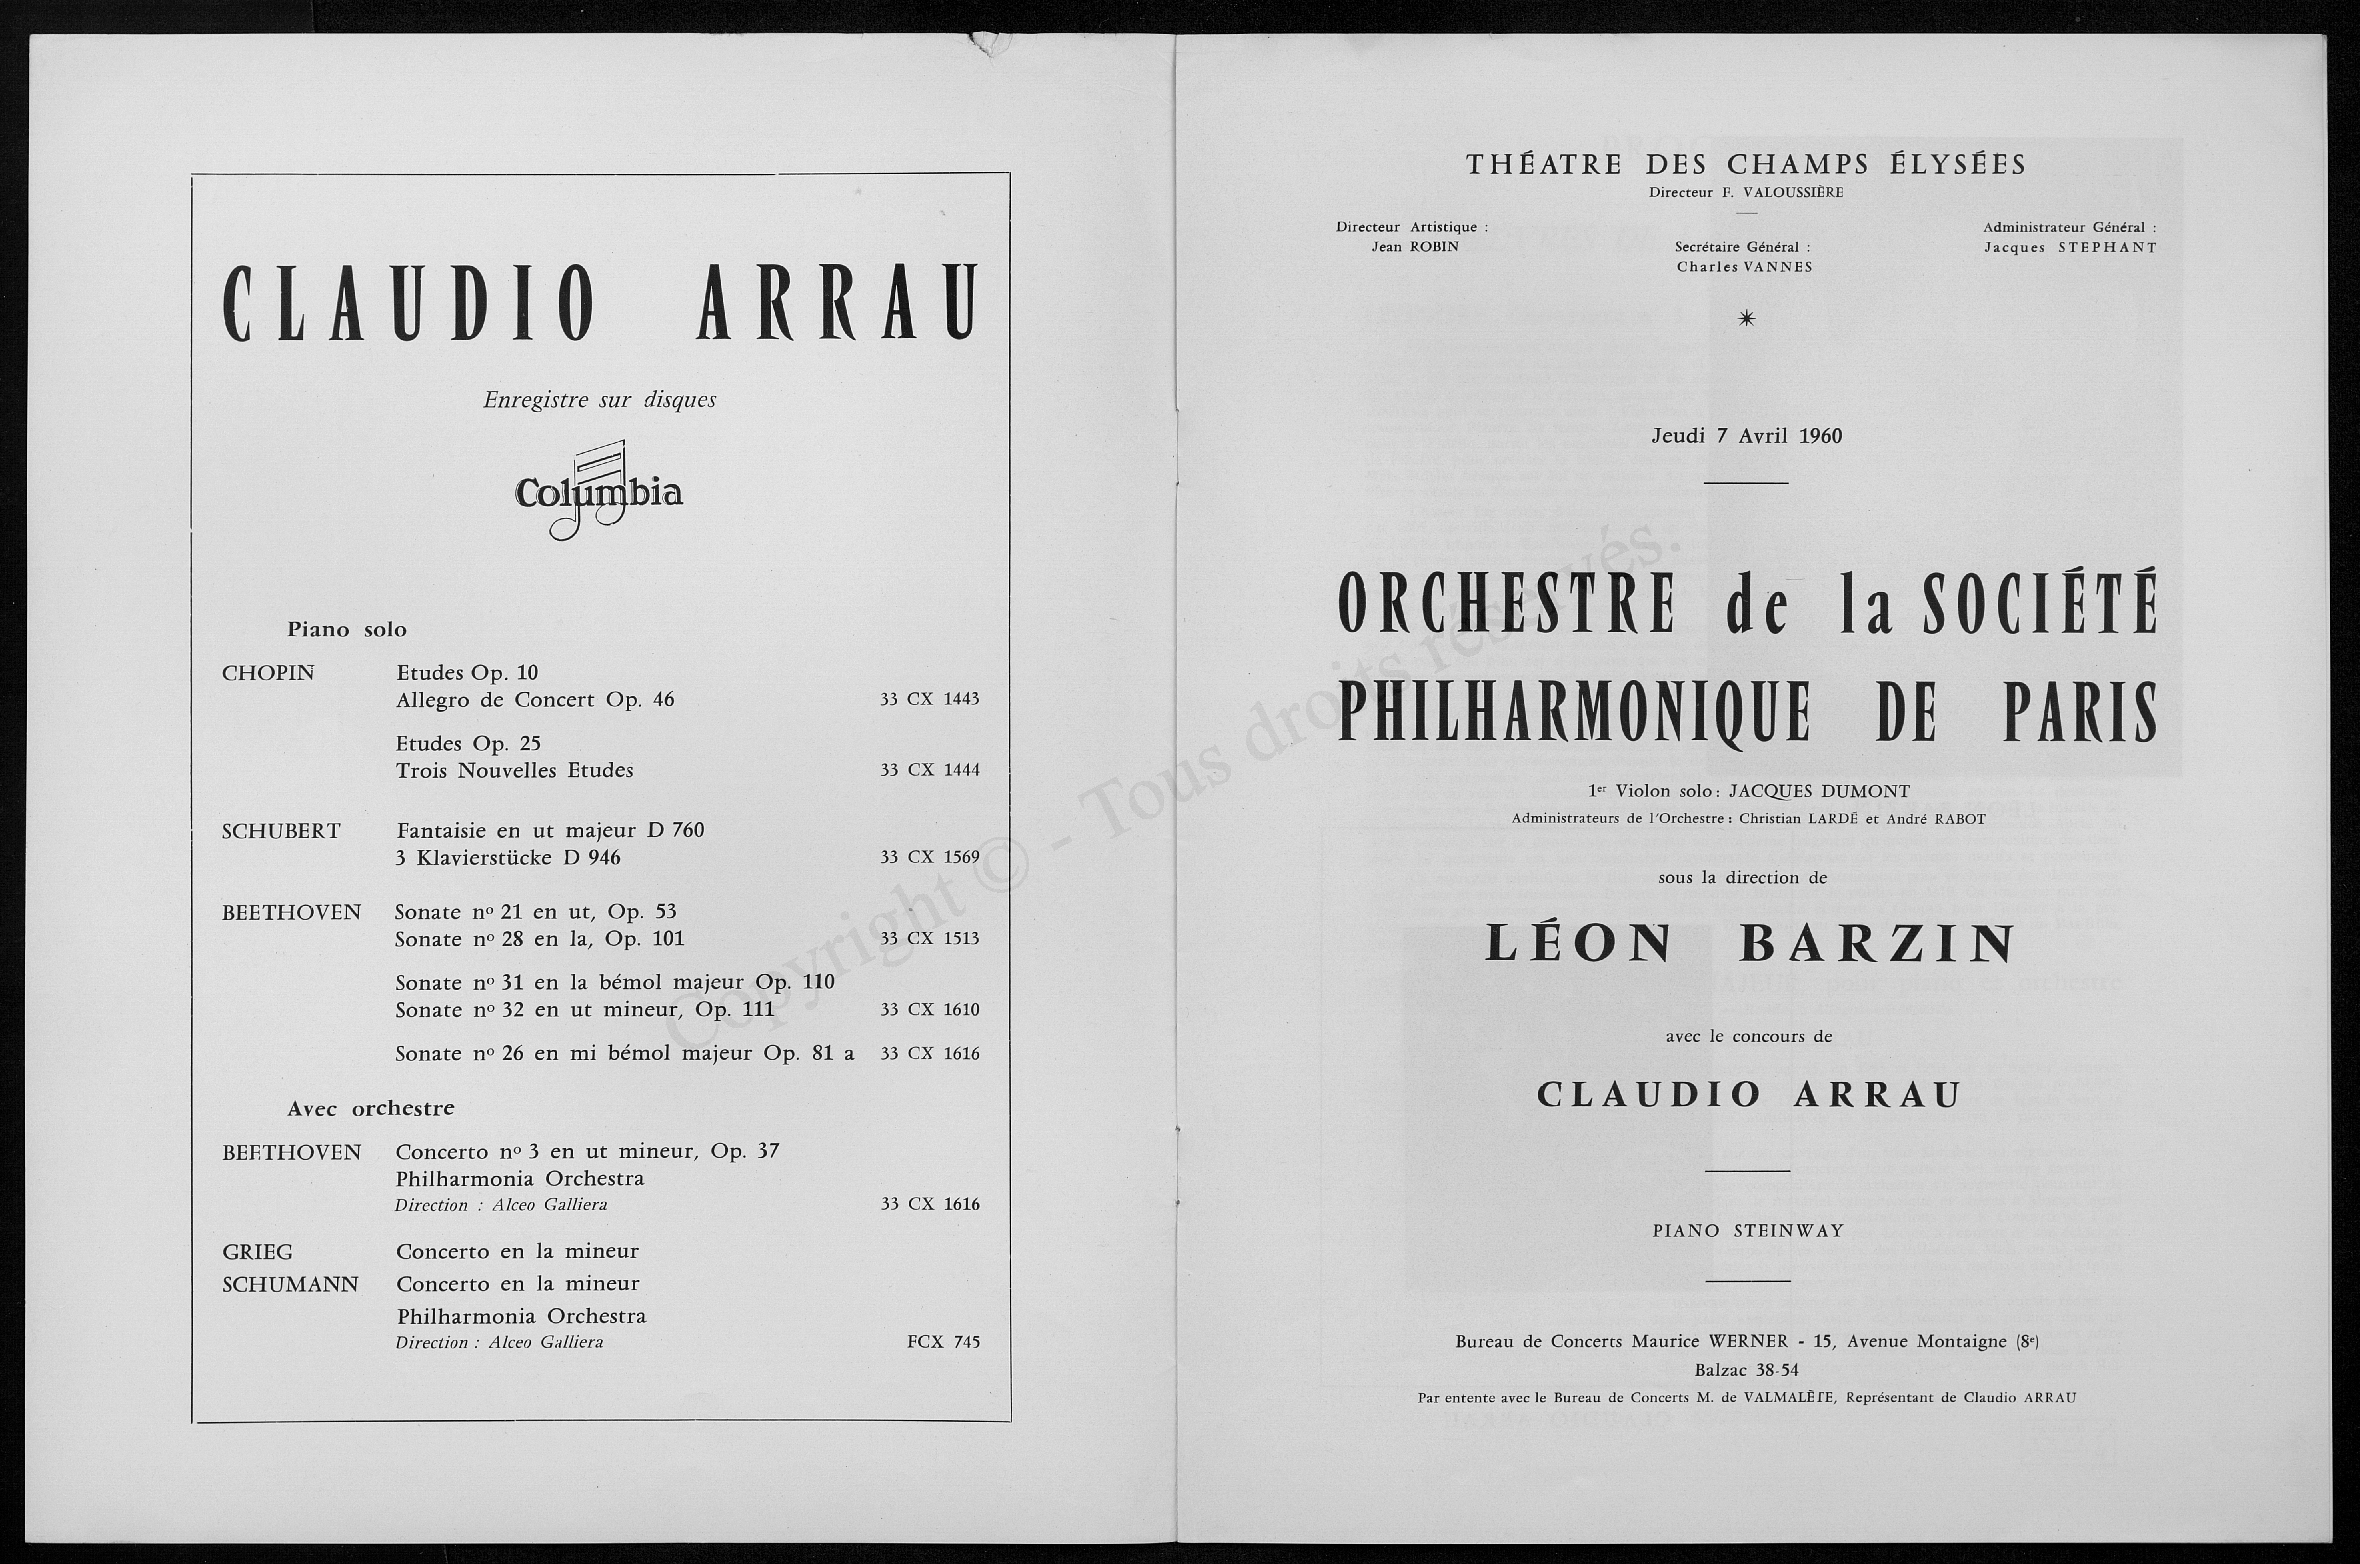 CLAUDIO ARRAU
Enregistre sur disques
Columbia
Piano solo
CHOPIN Etudes Op. 10
Allegro de Concert Op. 46 33 CX 1443
Etudes Op. 25
Trois Nouvelles Etudes 33 CX 1444
SCHUBERT Fantaisie en ut majeur D 760
3 Klavierstücke D 946 33 CX 1569
BEETHOVEN Sonate nº 21 en ut, Op. 53
Sonate nº 28 en la, Op. 101 33 CX 1513
Sonate nº 31 en la bémol majeur Op. 110
Sonate nº 32 en ut mineur, Op. 111 33 CX 1610
Sonate nº 26 en mi bémol majeur Op. 81 a 33 CX 1616
Avec orchestre
BEETHOVEN Concerto nº 3 en ut mineur, Op. 37
Philharmonia Orchestra
Direction : Alceo Galliera 33 CX 1616
GRIEG Concerto en la mineur
SCHUMANN Concerto en la mineur
Philharmonia Orchestra
Direction : Alceo Galliera FCX 745
THÉATRE DES CHAMPS ÉLYSÉES
Directeur F. VALOUSSIÈRE
Directeur Artistique :
Jean ROBIN
Secrétaire Général :
Charles VANNES
Administrateur Général :
Jacques STEPHANT
Jeudi 7 Avril 1960
ORCHESTRE de la SOCIÉTÉ
PHILHARMONIQUE DE PARIS
1er Violon solo : JACQUES DUMONT
Administrateurs de l'Orchestre : Christian LARDÉ et André RABOT
sous la direction de
LÉON BARZIN
avec le concours de
CLAUDIO ARRAU
PIANO STEINWAY
Bureau de Concerts Maurice WERNER - 15, Avenue Montaigne (8e)
Balzac 38-54
Par entente avec le Bureau de Concerts M. de VALMALÈTE, Représentant de Claudio ARRAU
Copyright © - Tous droits réservés.